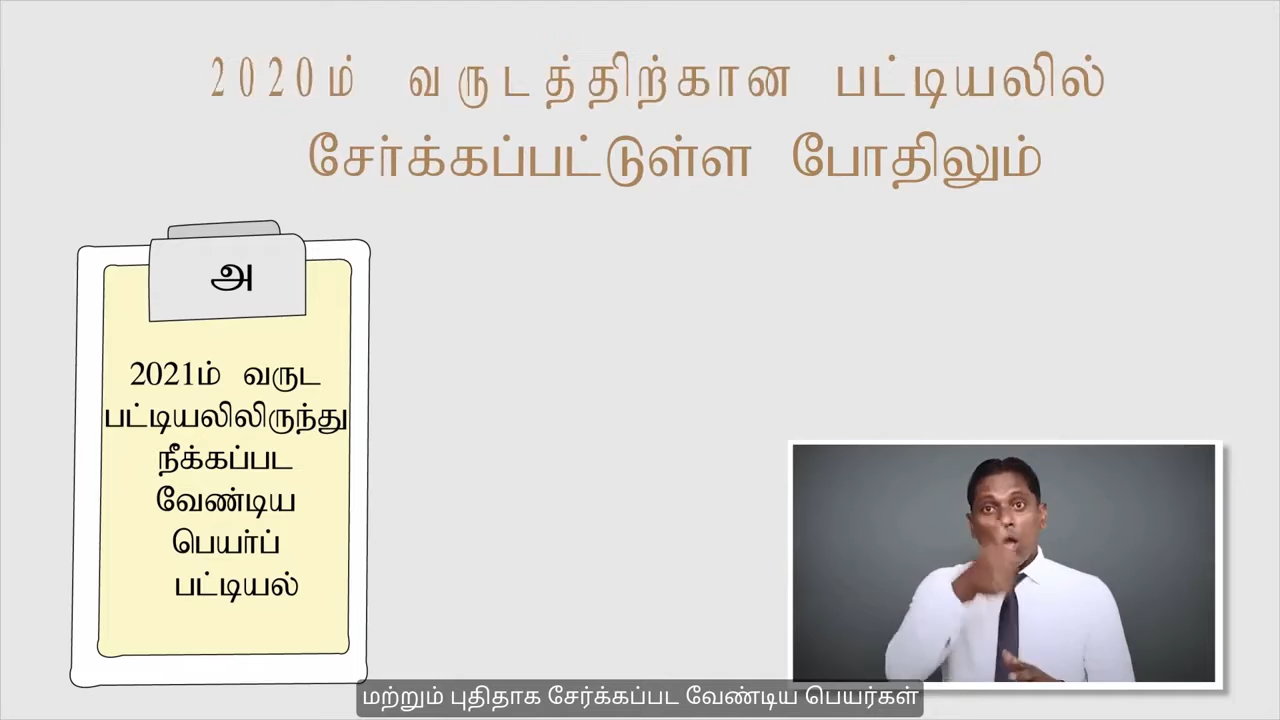 2020ம் வருடத்திற்கான பட்டியலில்
சேர்க்கப்பட்டுள்ள போதிலும்
அ
2021ம் வருட
பட்டியலிலிருந்து
நீக்கப்பட
வேண்டிய
பெயர்ப்
பட்டியல்
மற்றும் புதிதாக சேர்க்கப்பட வேண்டிய பெயர்கள்